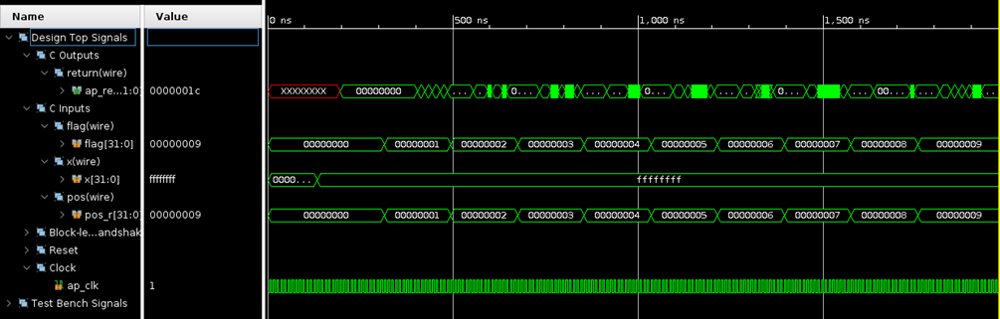 Name Value 0 ns 500 ns 1,000 ns 1,500 ns
Design Top Signals
C Outputs
return(wire)
ap_re...1:0] 0000001c XXXXXXXX 00000000 ... . 0... ... 0... ... ... . 0... ... ... 00... ... ...
C Inputs
flag(wire)
flag[31:0] 00000009 00000000 00000001 00000002 00000003 00000004 00000005 00000006 00000007 00000008 00000009
x(wire)
x[31:0] ffffffff 0000... ffffffff
pos(wire)
pos_r[31:0] 00000009 00000000 00000001 00000002 00000003 00000004 00000005 00000006 00000007 00000008 00000009
Block-le...andshak
Reset
Clock
ap_clk 1
Test Bench Signals